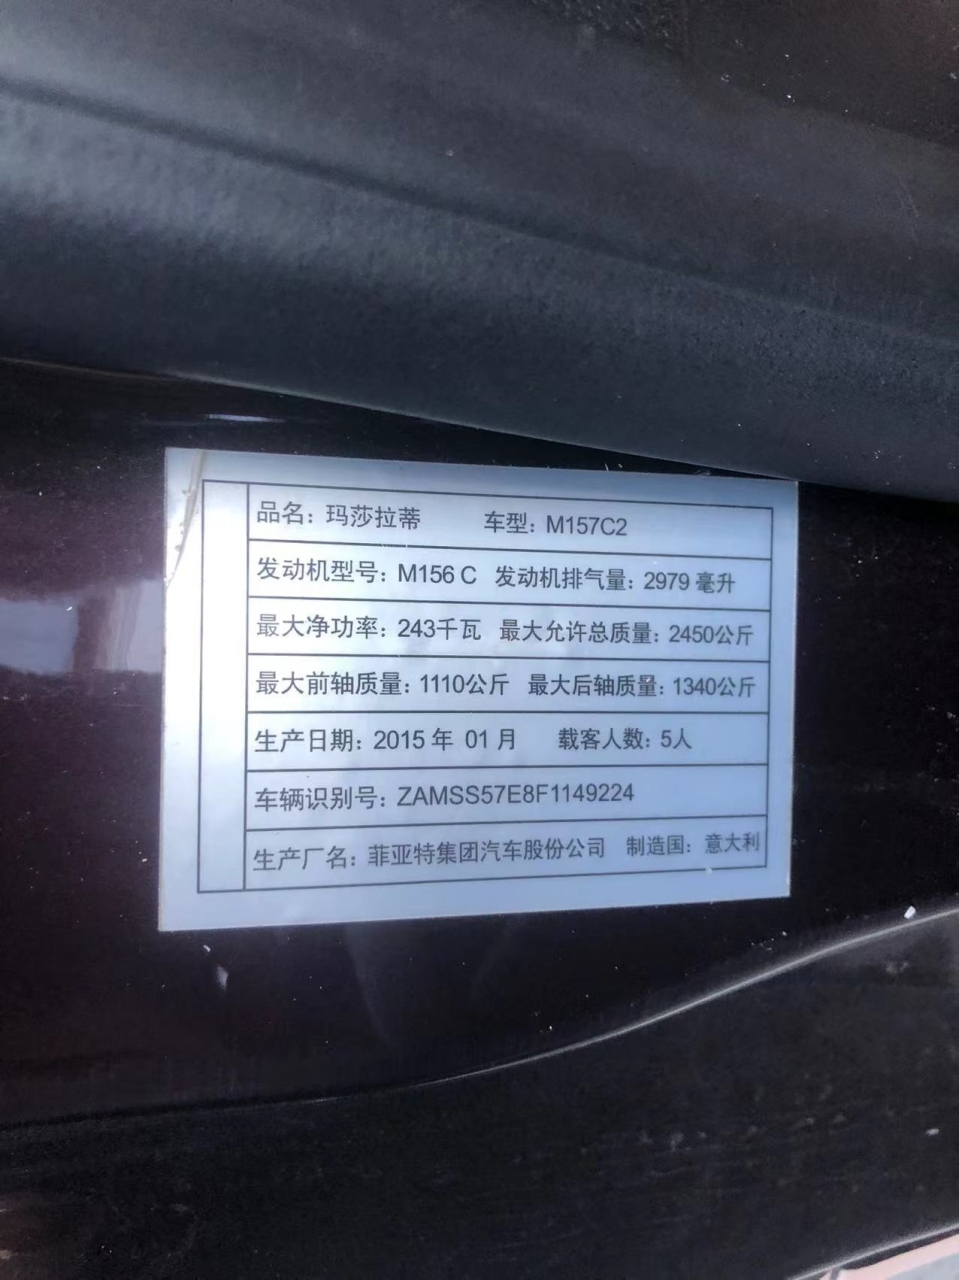 品名：玛莎拉蒂 车型：M157C2
发动机型号：M156 C 发动机排气量：2979 毫升
最大净功率：243千瓦 最大允许总质量：2450公斤
最大前轴质量：1110公斤 最大后轴质量：1340公斤
生产日期：2015 年 01 月 载客人数：5人
车辆识别号：ZAMSS57E8F1149224
生产厂名：菲亚特集团汽车股份公司 制造国：意大利